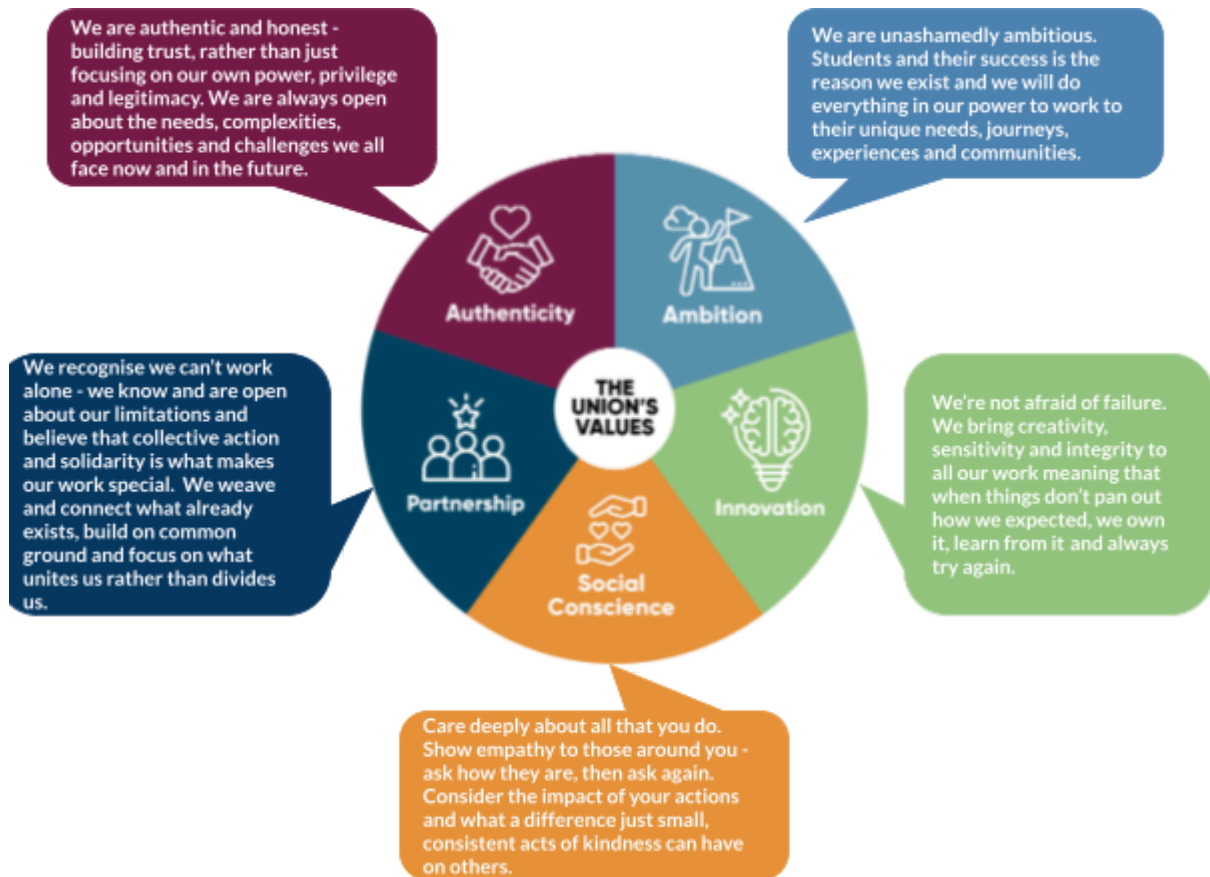 We are authentic and honest -
building trust, rather than just
focusing on our own power, privilege
and legitimacy. We are always open
about the needs, complexities,
opportunities and challenges we all
face now and in the future.
We are unashamedly ambitious.
Students and their success is the
reason we exist and we will do
everything in our power to work to
their unique needs, journeys,
experiences and communities.
Authenticity
Ambition
We recognise we can't work
alone - we know and are open
about our limitations and
believe that collective action
and solidarity is what makes
our work special. We weave
and connect what already
exists, build on common
ground and focus on what
unites us rather than divides
us.
THE
UNION'S
VALUES
Partnership
Innovation
We're not afraid of failure.
We bring creativity,
sensitivity and integrity to
all our work meaning that
when things don't pan out
how we expected, we own
it, learn from it and always
try again.
Social
Conscience
Care deeply about all that you do.
Show empathy to those around you -
ask how they are, then ask again.
Consider the impact of your actions
and what a difference just small,
consistent acts of kindness can have
on others.